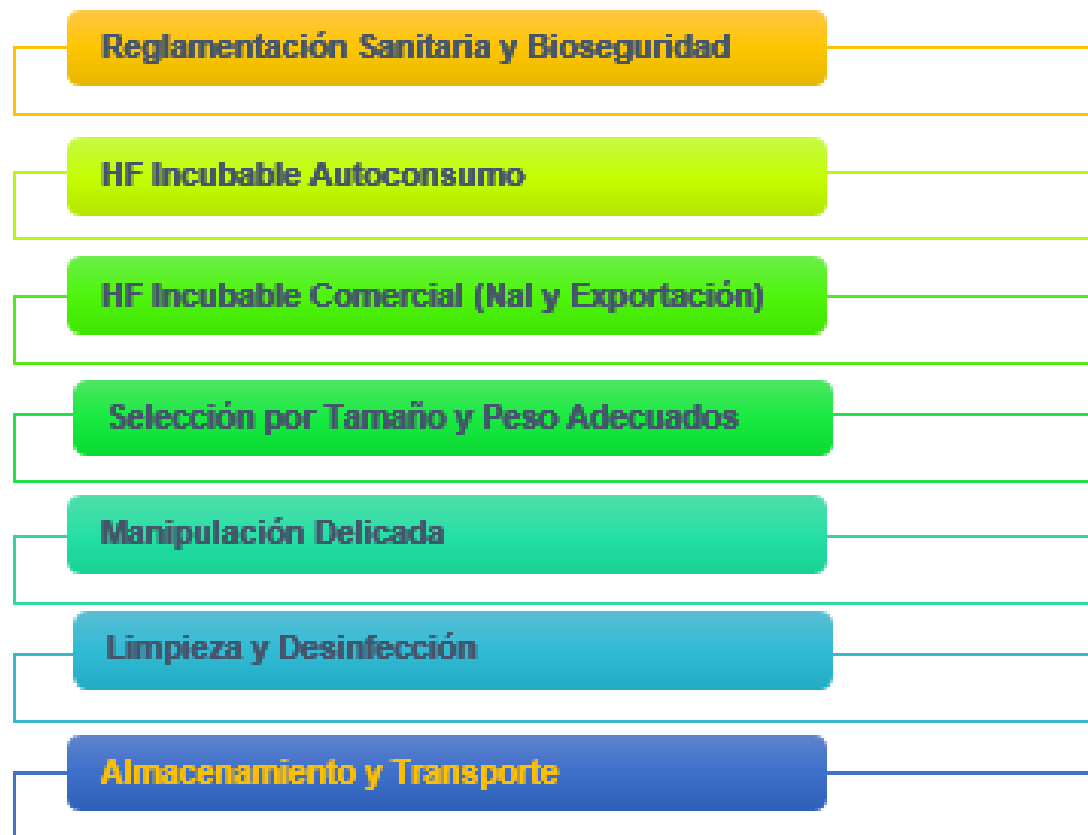 Reglamentación Sanitaria y Bioseguridad
HF Incubable Autoconsumo
HF Incubable Comercial (Nal y Exportación)
Selección por Tamaño y Peso Adecuados
Manipulación Delicada
Limpieza y Desinfección
Almacenamiento y Transporte